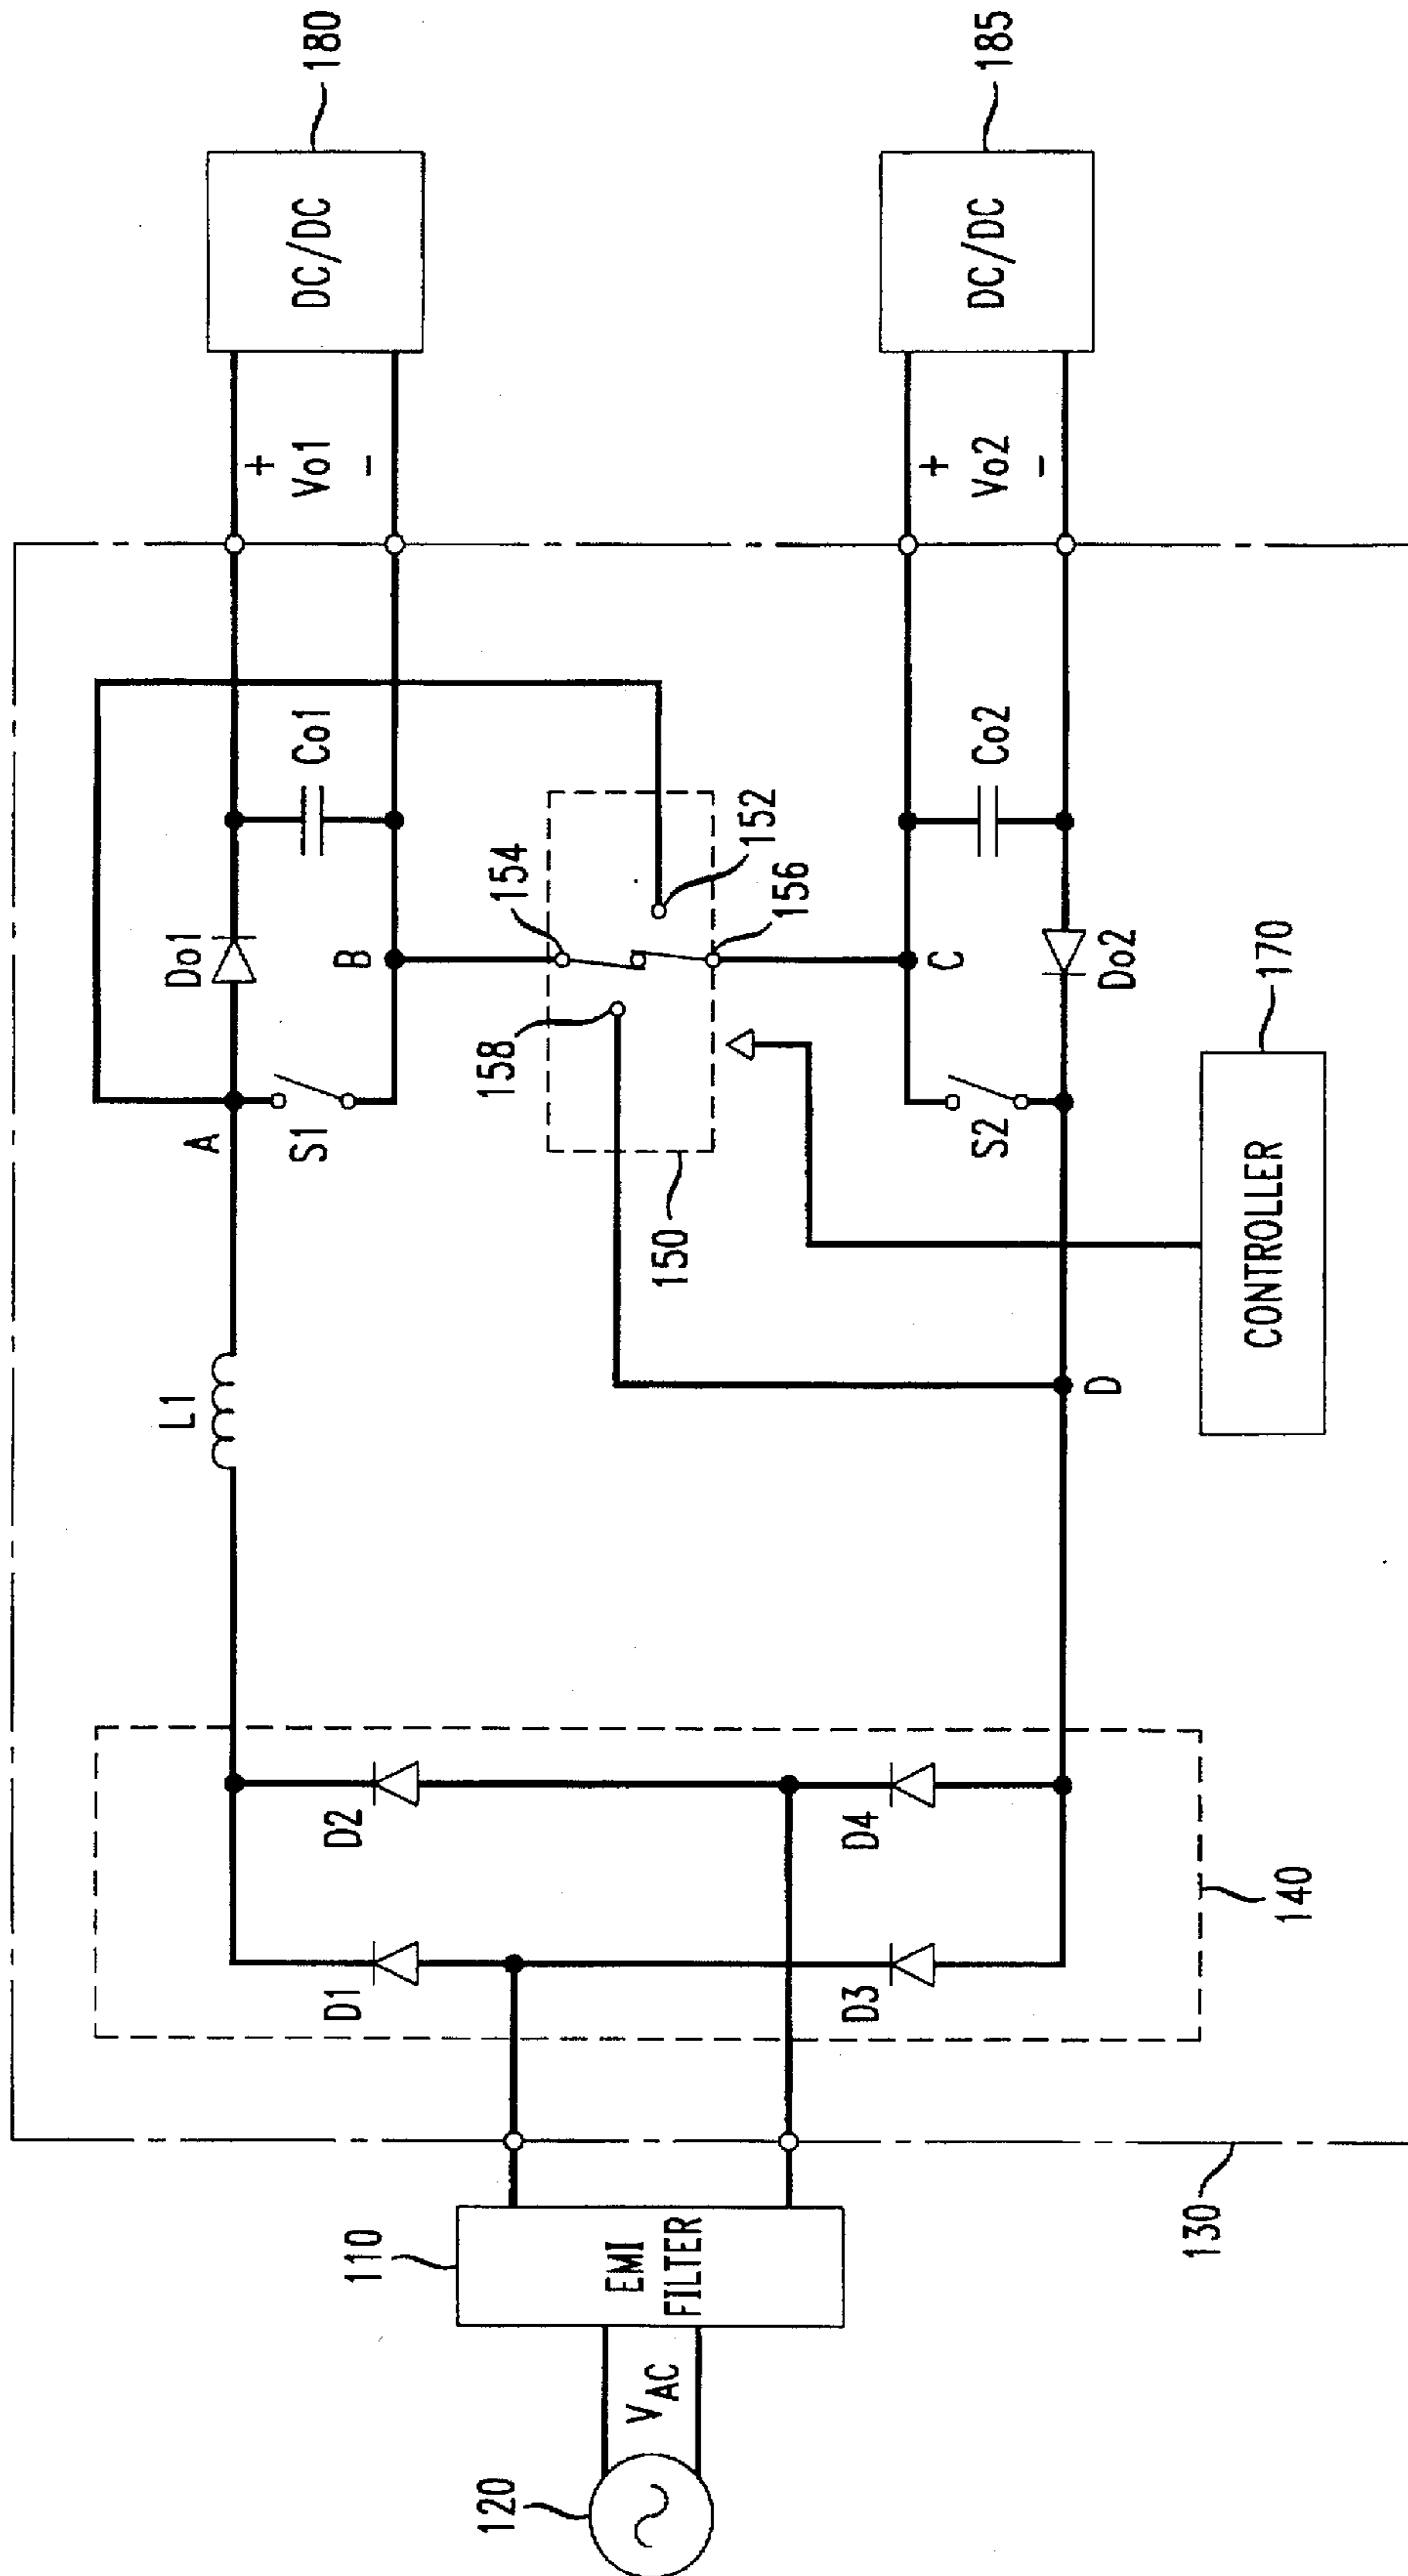 180
185
DC/DC
DC/DC
+
Vo1
-
+
Vo2
-
Co1
Co2
152
154
156
158
Do1
B
C
Do2
170
A
S1
150
S2
CONTROLLER
L1
D
D2
D4
D1
D3
140
130
110
EMI
FILTER
VAC
120